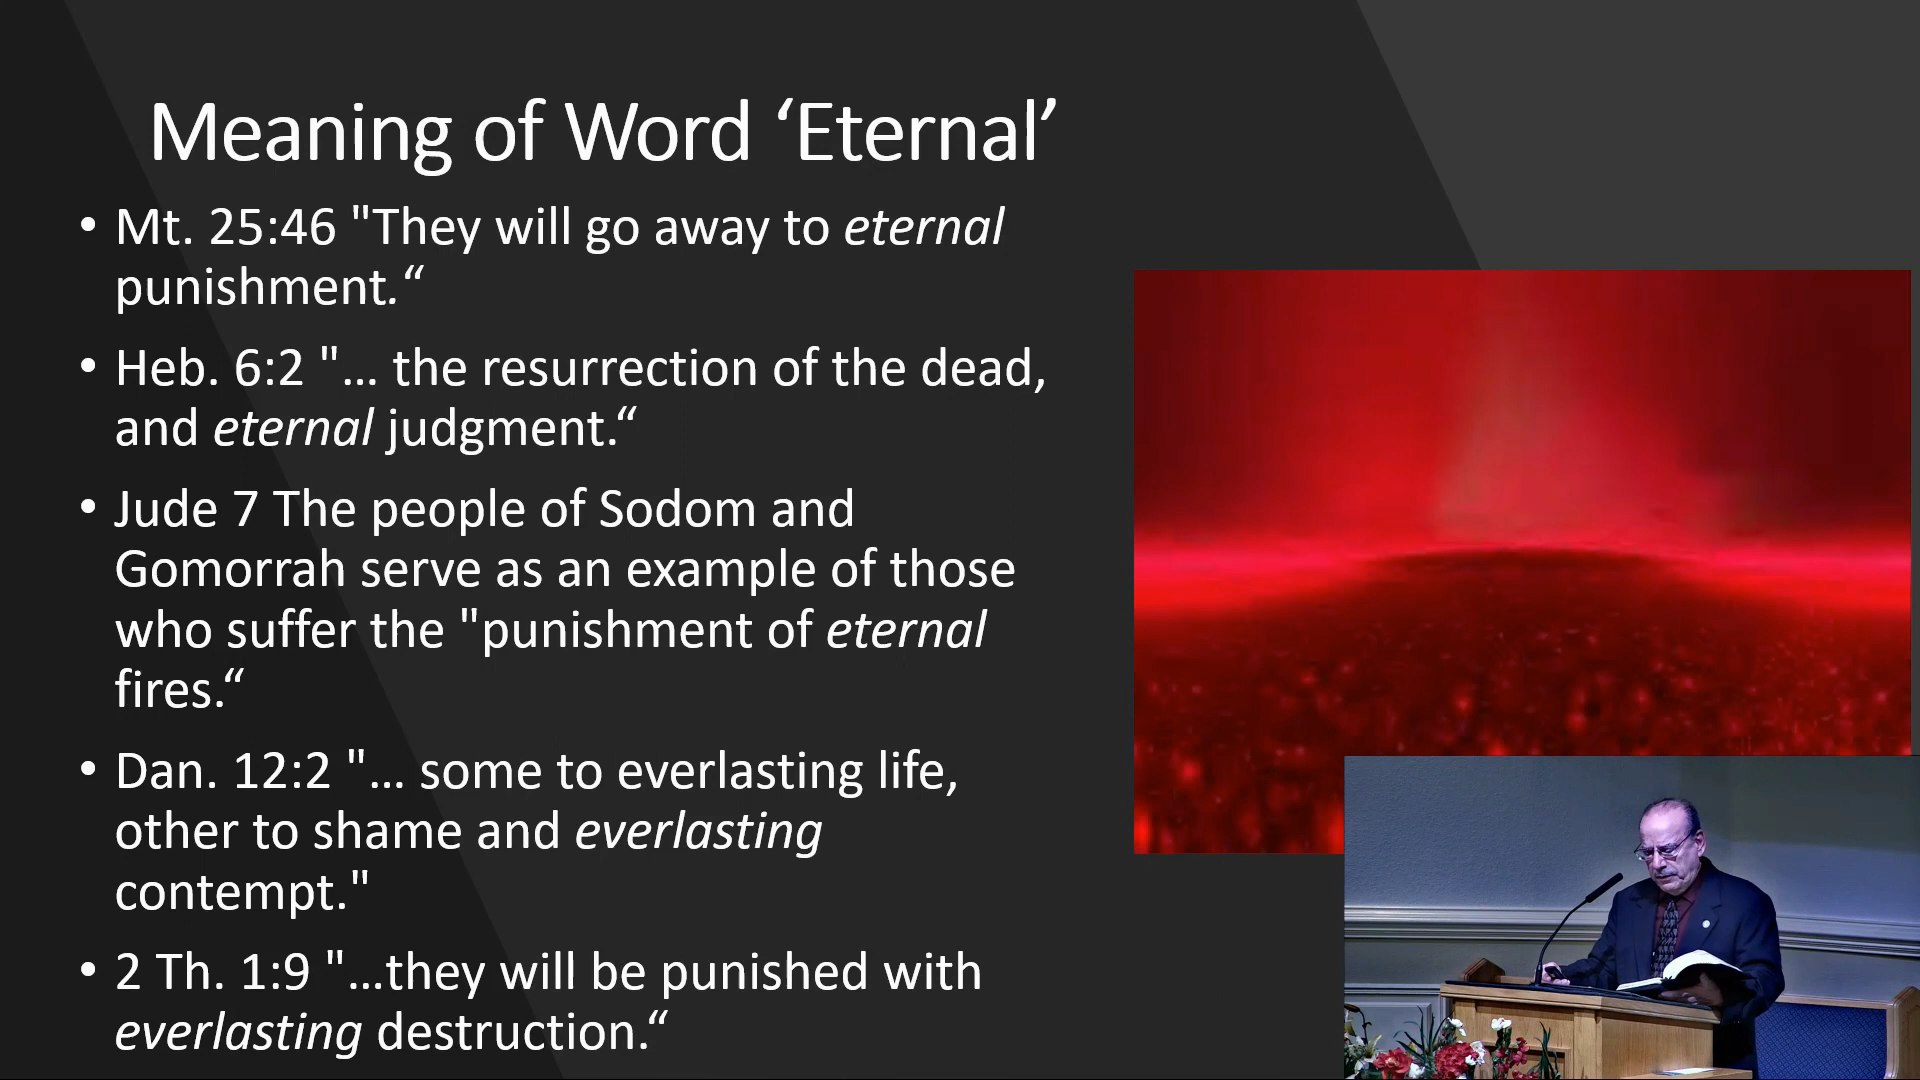 Meaning of Word ‘Eternal’
• Mt. 25:46 "They will go away to eternal
punishment.“
• Heb. 6:2 "… the resurrection of the dead,
and eternal judgment.“
• Jude 7 The people of Sodom and
Gomorrah serve as an example of those
who suffer the "punishment of eternal
fires.“
• Dan. 12:2 "… some to everlasting life,
other to shame and everlasting
contempt."
• 2 Th. 1:9 "…they will be punished with
everlasting destruction.“